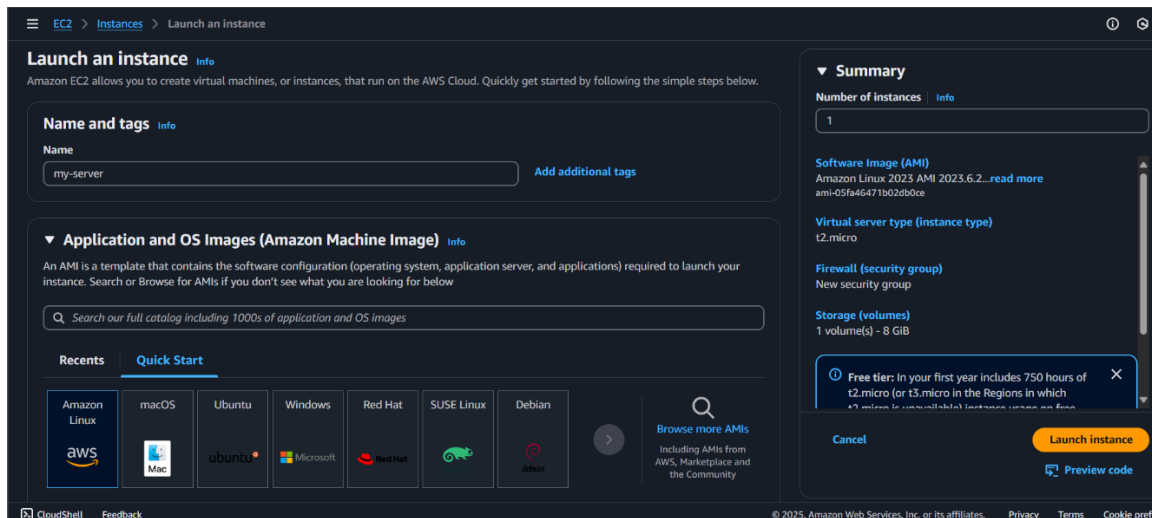 EC2 > Instances > Launch an instance
Launch an instance Info
Amazon EC2 allows you to create virtual machines, or instances, that run on the AWS Cloud. Quickly get started by following the simple steps below.
Name and tags Info
Name
my-server
Add additional tags
Application and OS Images (Amazon Machine Image) Info
An AMI is a template that contains the software configuration (operating system, application server, and applications) required to launch your
instance. Search or Browse for AMIs if you don't see what you are looking for
below
Search our full catalog including 1000s of application and OS images
Recents
Quick Start
Amazon
Linux
aws
macOS
Mac
Ubuntu
ubuntu
Windows
Microsoft
Red Hat
Red Hat
SUSE Linux
Debian
debian
Browse more AMIs
Including AMIs from
AWS, Marketplace and
the Community
Summary
Number of instances Info
1
Software Image (AMI)
Amazon Linux 2023 AMI 2023.6.2...read more
ami-05fa46471b02db0ce
Virtual server type (instance type)
t2.micro
Firewall (security group)
New security group
Storage (volumes)
1 volume(s) - 8 GiB
Free tier: In your first year includes 750 hours of
t2.micro (or t3.micro in the Regions in which
t2.micro is unavailable) instance usage on free
Cancel
Launch instance
Preview code
CloudShell Feedback
© 2025, Amazon Web Services, Inc. or its affiliates. Privacy Terms Cookie pref